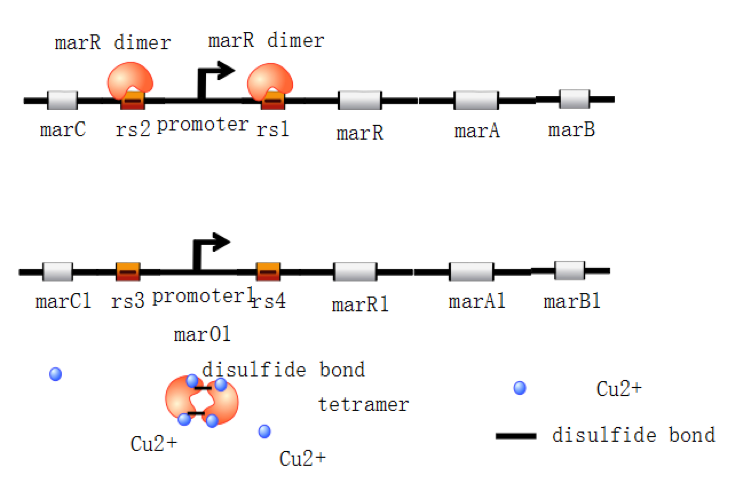 marR dimer
marR dimer
marC
rs2
promoter
rs1
marR
marA
marB
marC1
rs3
promoter1
rs4
marR1
marA1
marB1
marO1
disulfide bond
tetramer
Cu2+
Cu2+
Cu2+
disulfide bond